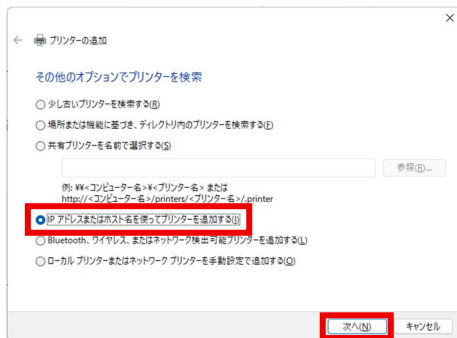 プリンターの追加
その他のオプションでプリンターを検索
少し古いプリンターを検索する(R)
場所または機能に基づき、ディレクトリ内のプリンターを検索する(F)
共有プリンターを名前で選択する(S)
参照(R)...
例: ¥¥<コンピューター名>¥<プリンター名> または
http://<コンピューター名>/printers/<プリンター名>/.printer
IP アドレスまたはホスト名を使ってプリンターを追加する(I)
Bluetooth、ワイヤレス、またはネットワーク検出可能プリンターを追加する(L)
ローカル プリンターまたはネットワーク プリンターを手動設定で追加する(O)
次へ(N) キャンセル